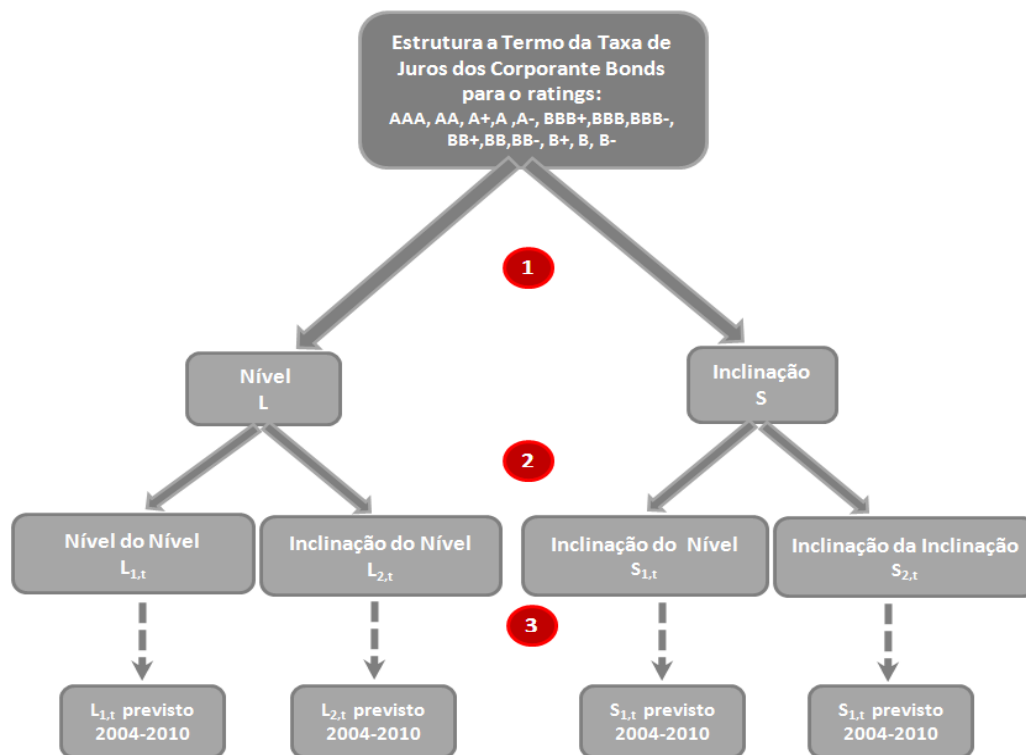 Estrutura a Termo da Taxa de
Juros dos Corporante Bonds
para o ratings:
AAA, AA, A+,A ,A-, BBB+,BBB,BBB-,
BB+,BB,BB-, B+, B, B-
1
Nível
L
Inclinação
S
2
Nível do Nível
L1,t
Inclinação do Nível
L2,t
Inclinação do Nível
S1,t
Inclinação da Inclinação
S2,t
3
L1,t previsto
2004-2010
L2,t previsto
2004-2010
S1,t previsto
2004-2010
S1,t previsto
2004-2010